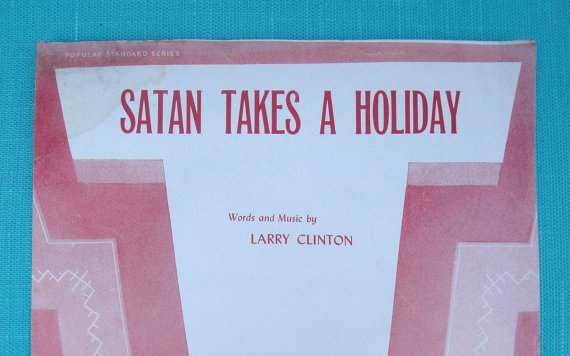 POPULAR STANDARD SERIES
SATAN TAKES A HOLIDAY
Words and Music by
LARRY CLINTON